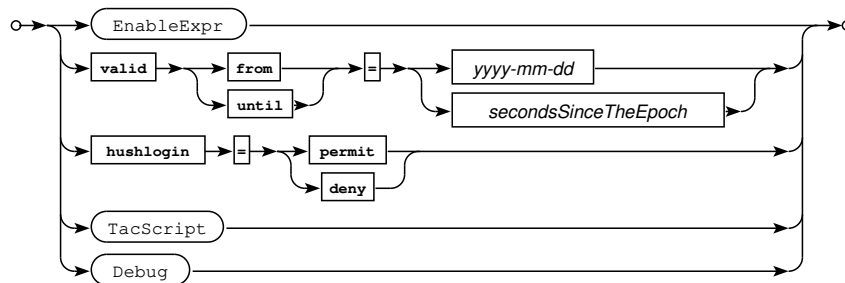 EnableExpr
valid from = yyyy-mm-dd
until secondsSinceTheEpoch
hushlogin = permit
deny
TacScript
Debug